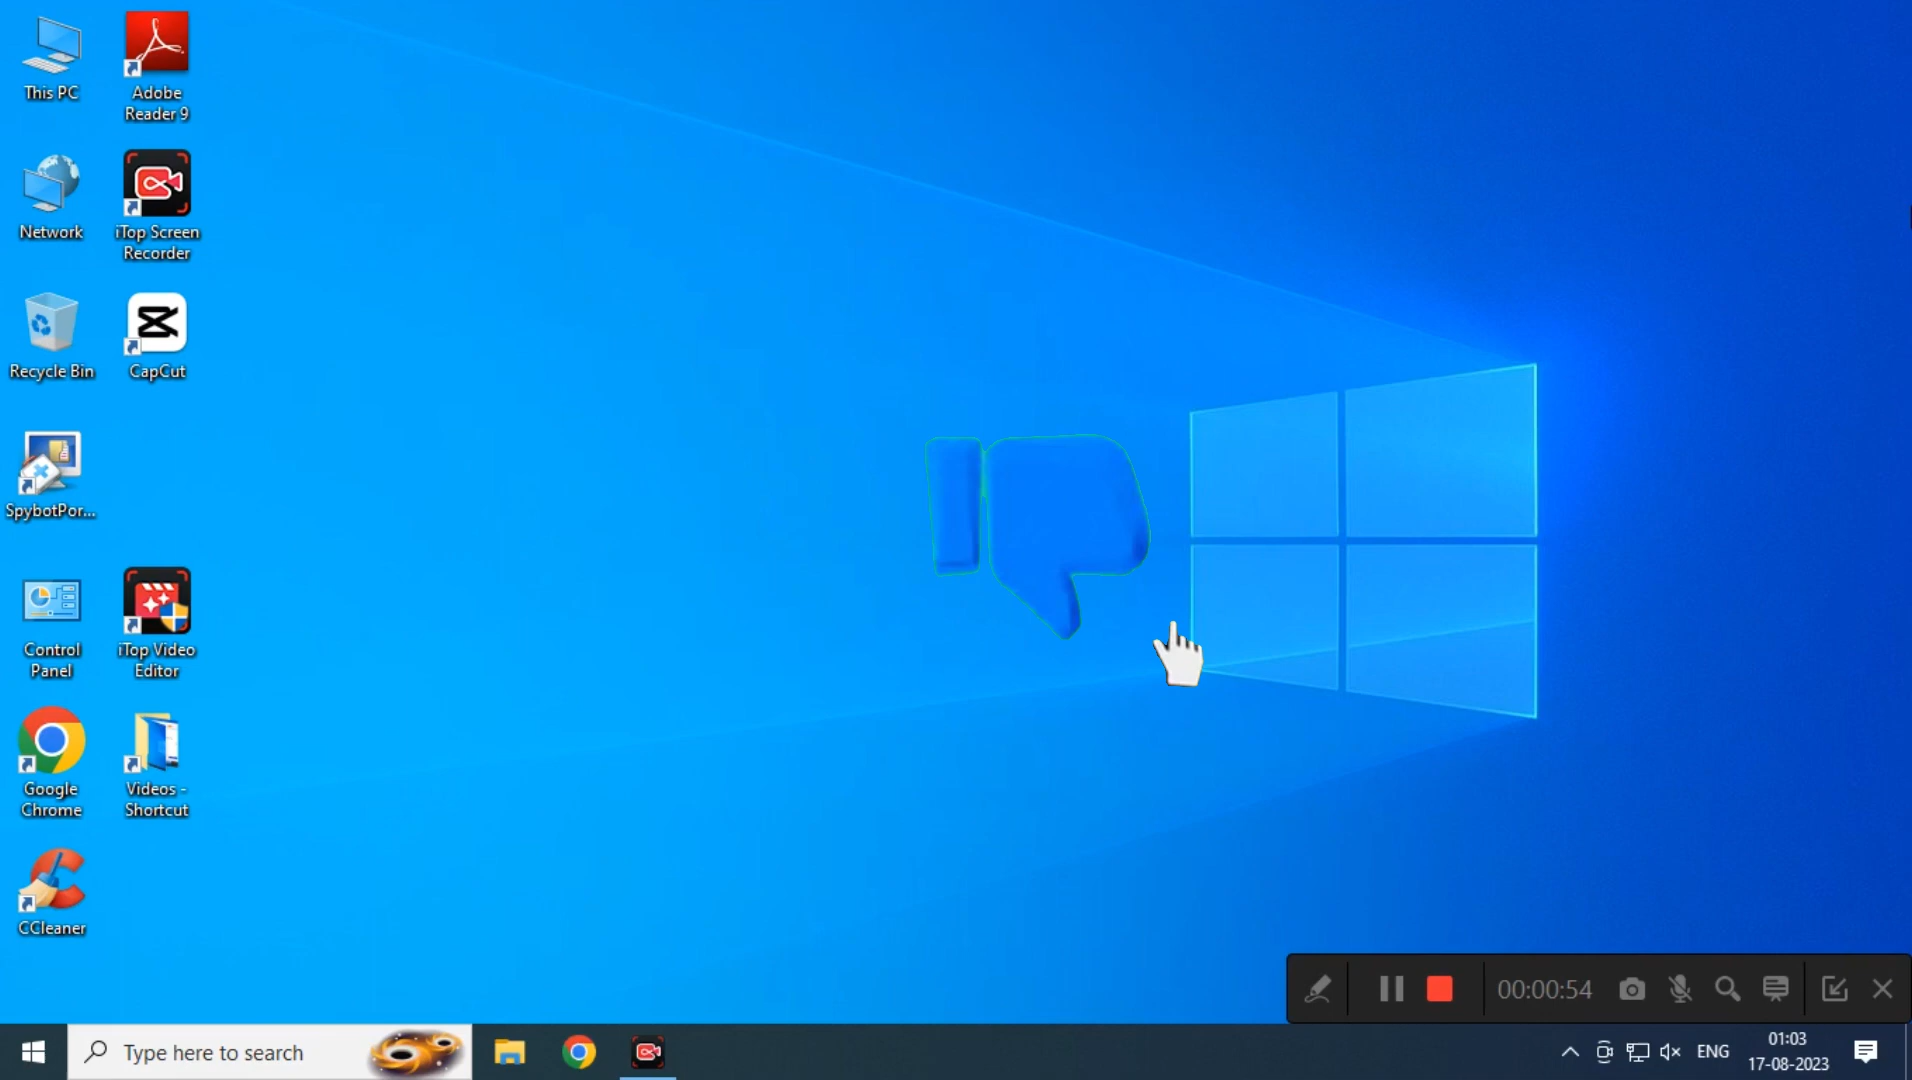 This PC
Adobe
Reader 9
Network
iTop Screen
Recorder
Recycle Bin
CapCut
SpybotPor...
Control
Panel
iTop Video
Editor
Google
Chrome
Videos -
Shortcut
CCleaner
00:00:54
Type here to search
ENG
01:03
17-08-2023